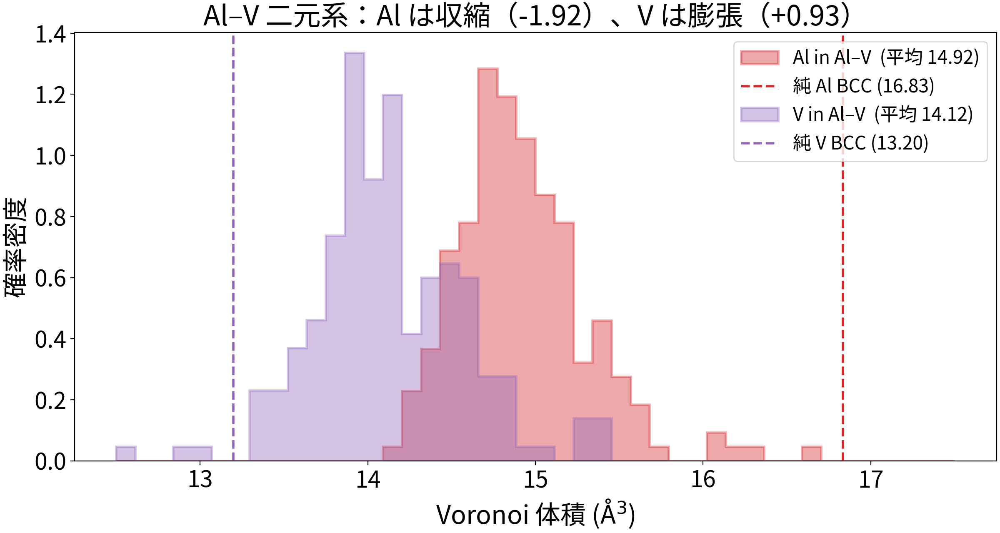 Al–V 二元系：Al は収縮（-1.92）、V は膨張（+0.93）
1.4
1.2
1.0
0.8
0.6
0.4
0.2
0.0
確率密度
Al in Al–V (平均 14.92)
純 Al BCC (16.83)
V in Al–V (平均 14.12)
純 V BCC (13.20)
13 14 15 16 17
Voronoi 体積 (Å³)